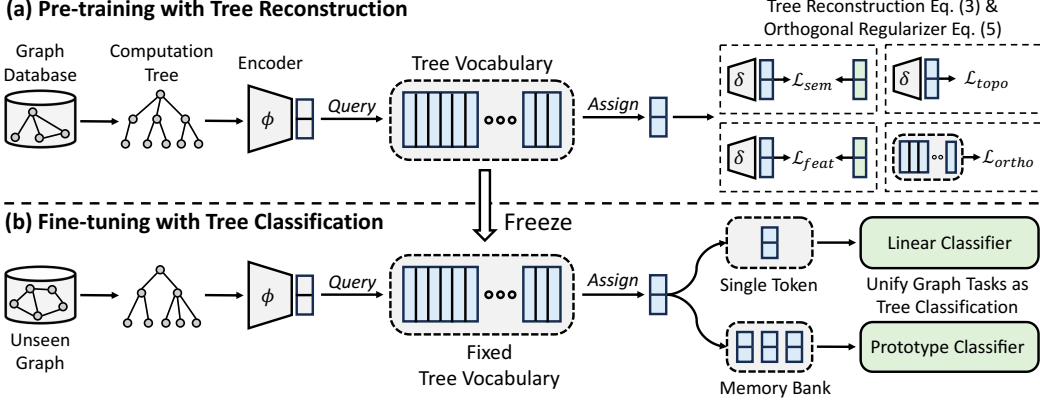 (a) Pre-training with Tree Reconstruction
Tree Reconstruction Eq. (3) &
Orthogonal Regularizer Eq. (5)
Graph
Database
Computation
Tree
Encoder
ϕ
Query
Tree Vocabulary
Assign
δ
ℒsem
δ
ℒtopo
δ
ℒfeat
ℒortho
Freeze
(b) Fine-tuning with Tree Classification
Unseen
Graph
ϕ
Query
Fixed
Tree Vocabulary
Assign
Single Token
Linear Classifier
Unify Graph Tasks as
Tree Classification
Memory Bank
Prototype Classifier